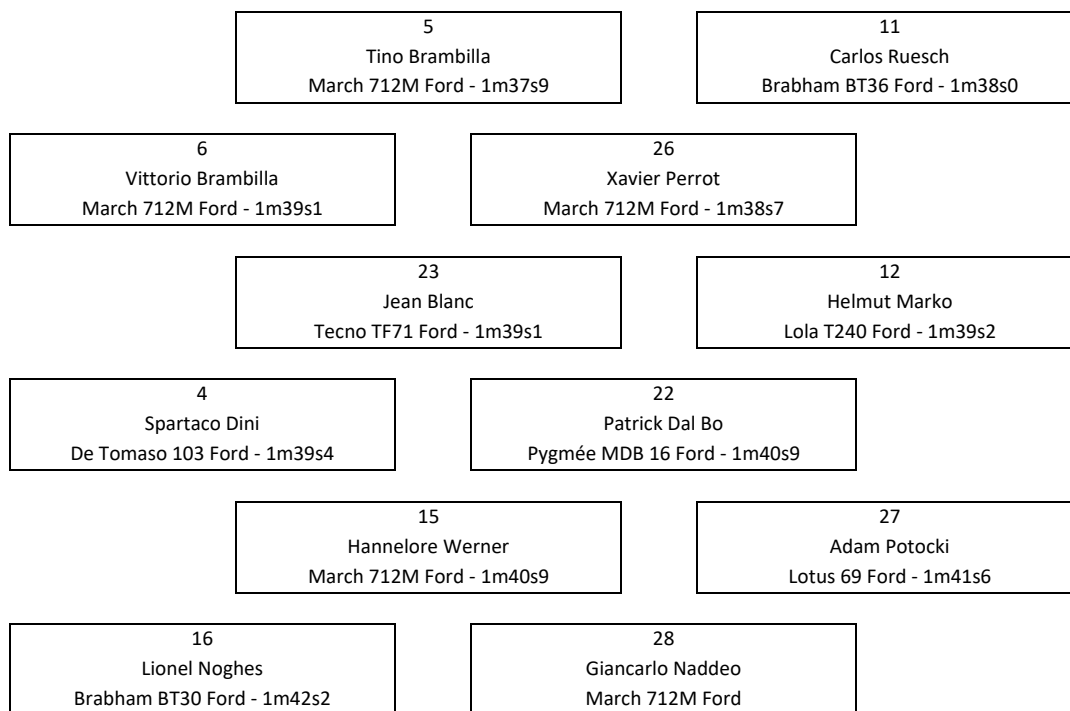 5
Tino Brambilla
March 712M Ford - 1m37s9
11
Carlos Ruesch
Brabham BT36 Ford - 1m38s0
6
Vittorio Brambilla
March 712M Ford - 1m39s1
26
Xavier Perrot
March 712M Ford - 1m38s7
23
Jean Blanc
Tecno TF71 Ford - 1m39s1
12
Helmut Marko
Lola T240 Ford - 1m39s2
4
Spartaco Dini
De Tomaso 103 Ford - 1m39s4
22
Patrick Dal Bo
Pygmée MDB 16 Ford - 1m40s9
15
Hannelore Werner
March 712M Ford - 1m40s9
27
Adam Potocki
Lotus 69 Ford - 1m41s6
16
Lionel Noghes
Brabham BT30 Ford - 1m42s2
28
Giancarlo Naddeo
March 712M Ford